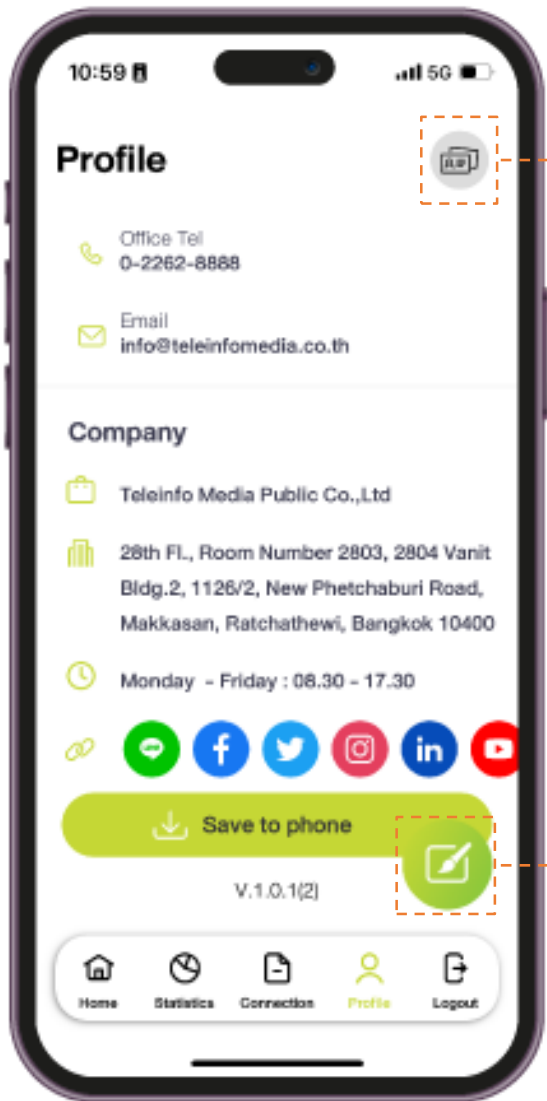 10:59
5G
Profile
Office Tel
0-2262-8888
Email
info@teleinfomedia.co.th
Company
Teleinfo Media Public Co.,Ltd
28th Fl., Room Number 2803, 2804 Vanit
Bldg.2, 1126/2, New Phetchaburi Road,
Makkasan, Ratchathewi, Bangkok 10400
Monday - Friday : 08.30 - 17.30
in
Save to phone
V.1.0.1(2)
Home Statistics Connection Profile Logout